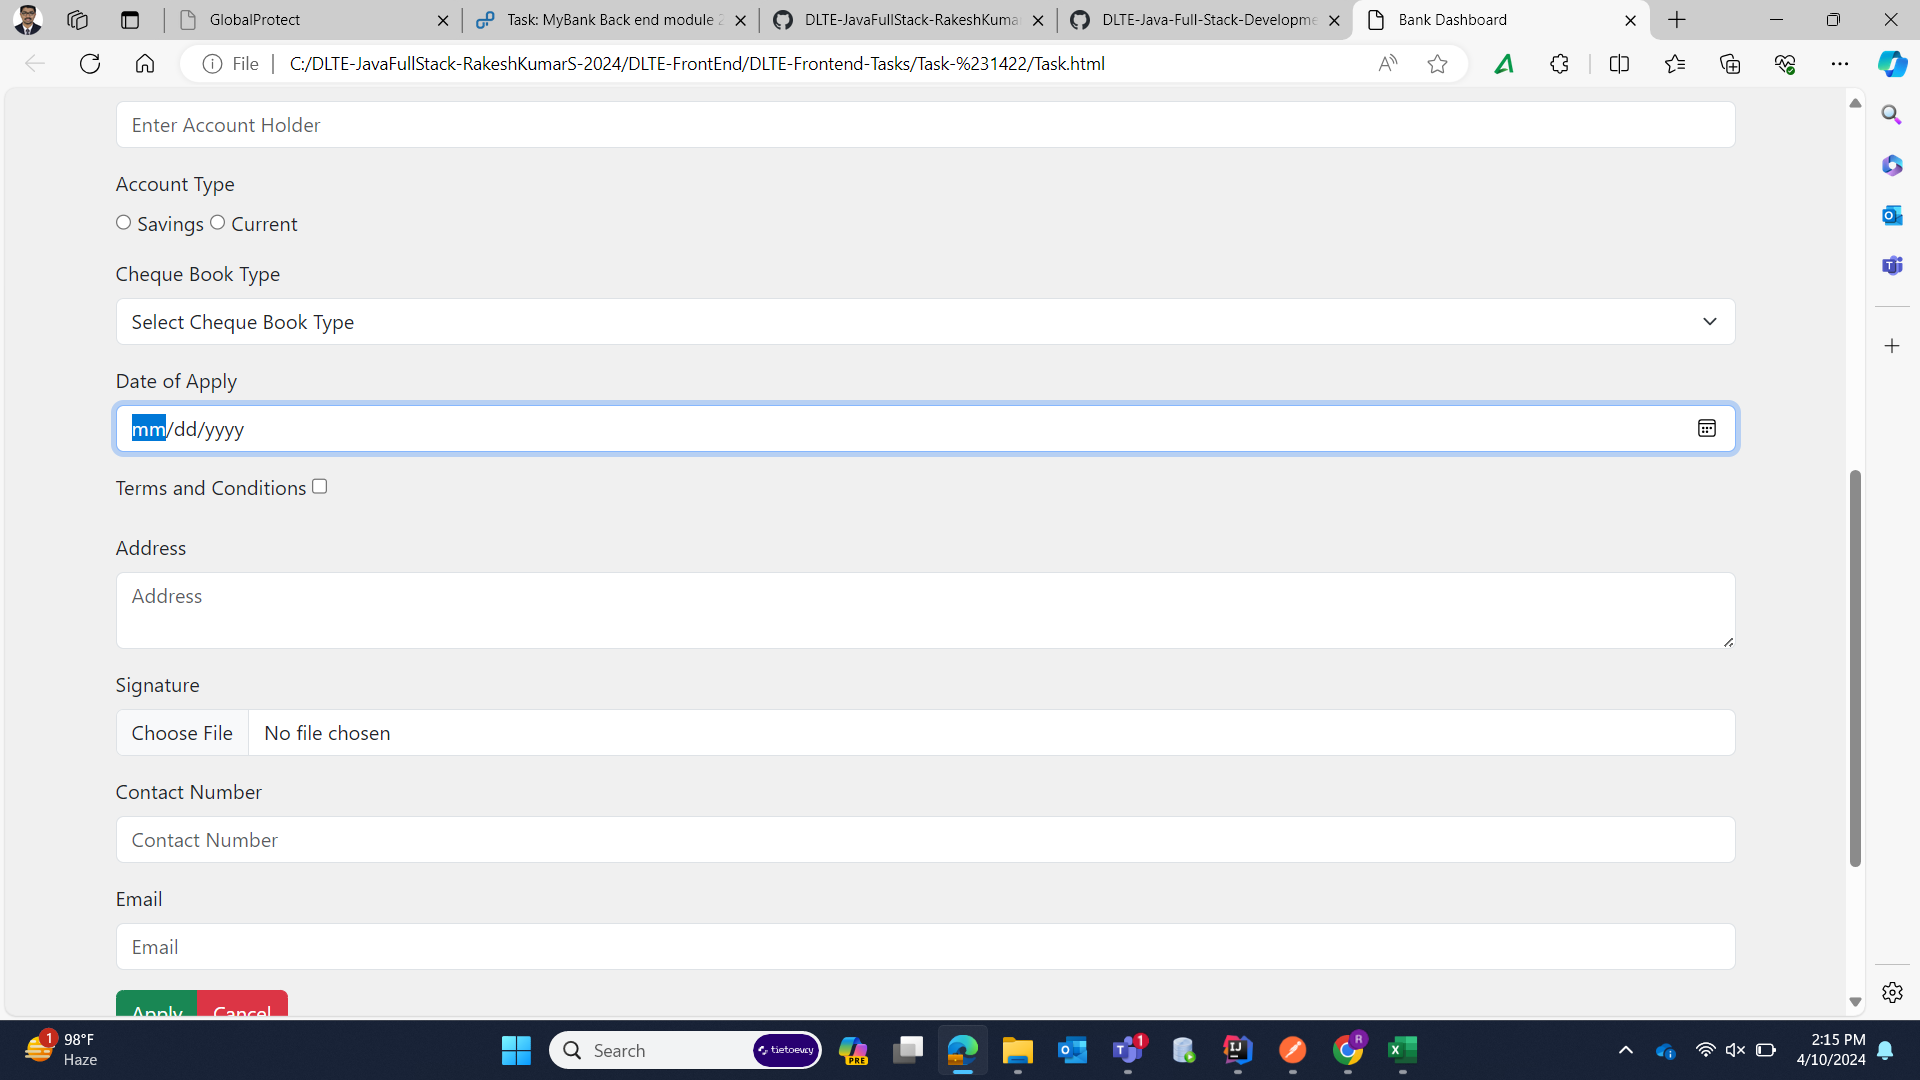 GlobalProtect
Task: MyBank Back end module 2
DLTE-JavaFullStack-RakeshKumar
DLTE-Java-Full-Stack-Developme
Bank Dashboard
File
C:/DLTE-JavaFullStack-RakeshKumarS-2024/DLTE-FrontEnd/DLTE-Frontend-Tasks/Task-%231422/Task.html
Enter Account Holder
Account Type
Savings Current
Cheque Book Type
Select Cheque Book Type
Date of Apply
mm/dd/yyyy
Terms and Conditions
Address
Address
Signature
Choose File No file chosen
Contact Number
Contact Number
Email
Email
Apply Cancel
1 98°F
Haze
Search
tietoevry
PRE
1
R
2:15 PM
4/10/2024